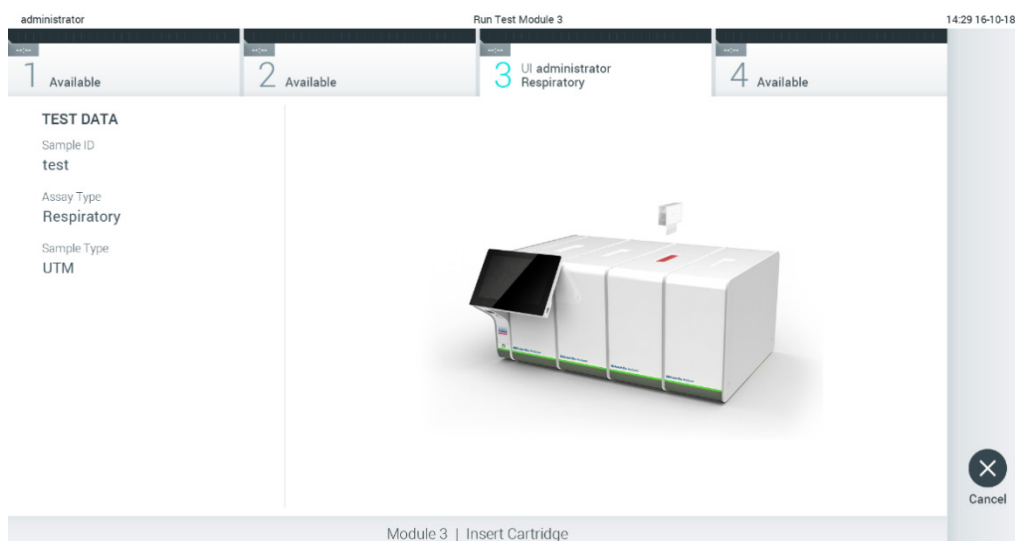 administrator
Run Test Module 3
14:29 16-10-18
--:--
--:--
--:--
--:--
1 Available
2 Available
3 UI administrator
Respiratory
4 Available
TEST DATA
Sample ID
test
Assay Type
Respiratory
Sample Type
UTM
Cancel
Module 3 | Insert Cartridge